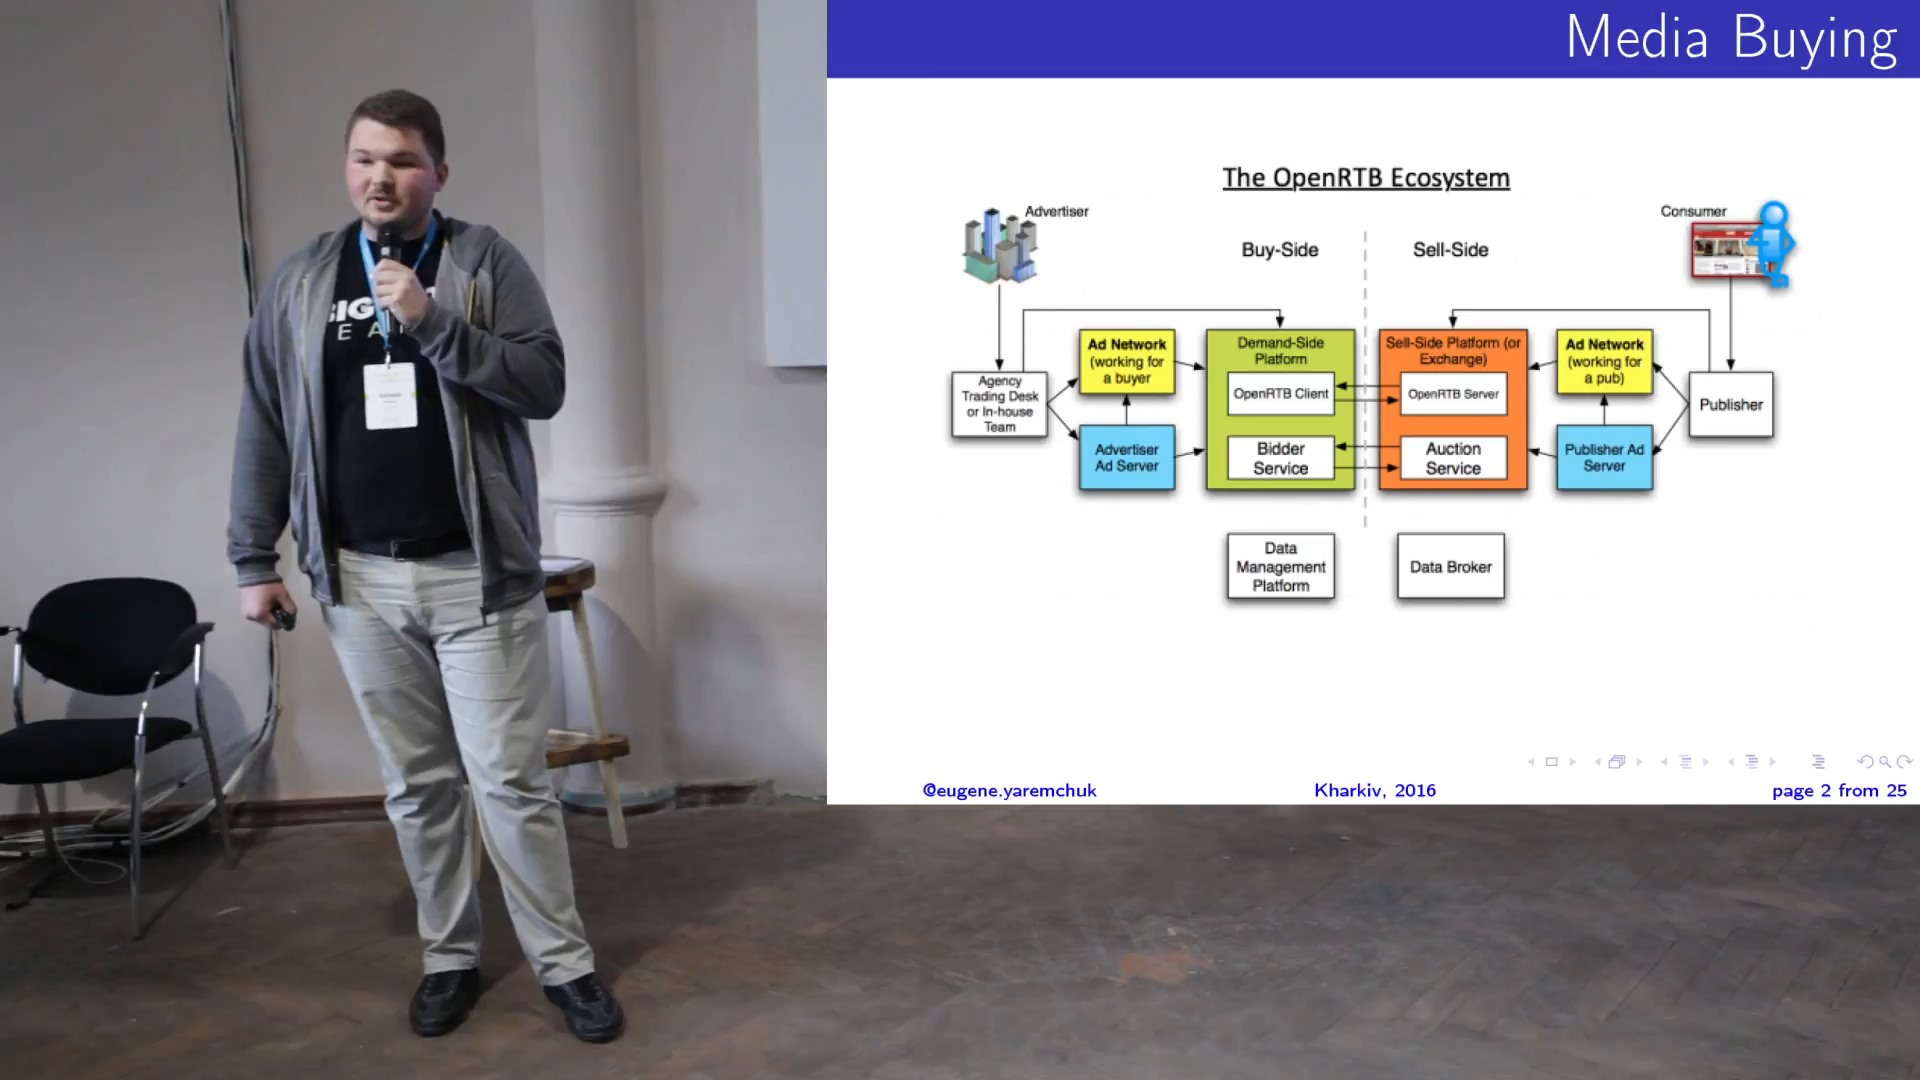 Media Buying
The OpenRTB Ecosystem
Advertiser
Consumer
Buy-Side
Sell-Side
Agency
Trading Desk
or In-house
Team
Ad Network
(working for
a buyer
Advertiser
Ad Server
Demand-Side
Platform
OpenRTB Client
Bidder
Service
Sell-Side Platform (or
Exchange)
OpenRTB Server
Auction
Service
Ad Network
(working for
a pub)
Publisher Ad
Server
Publisher
Data
Management
Platform
Data Broker
@eugene.yaremchuk
Kharkiv, 2016
page 2 from 25